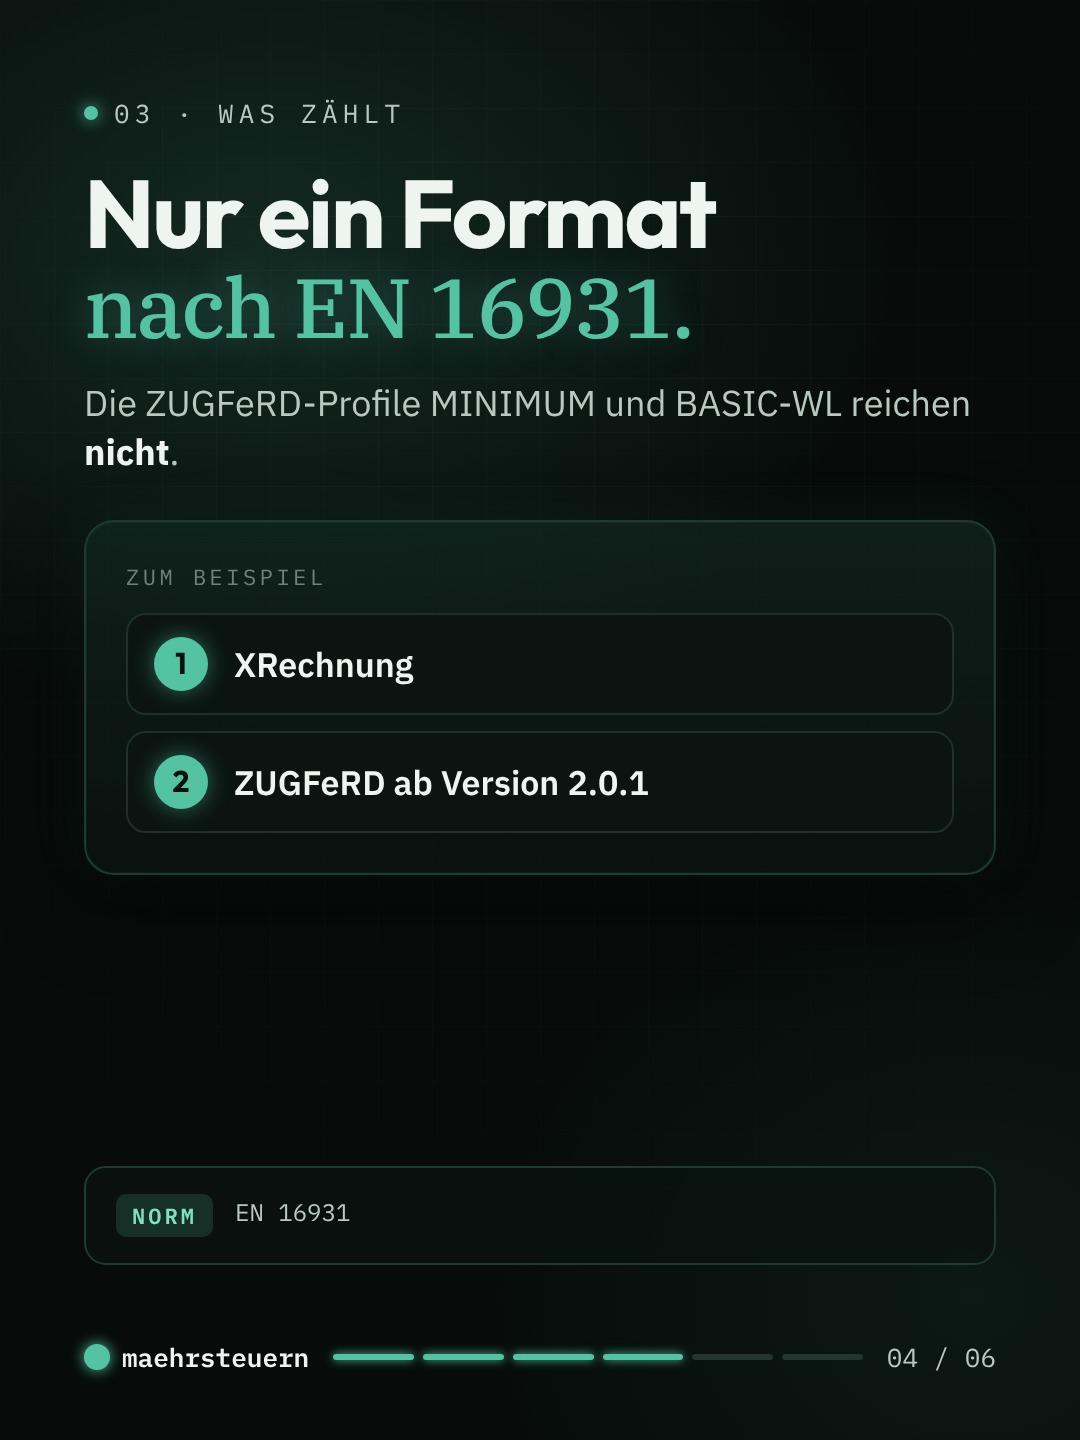 03 · WAS ZÄHLT
Nur ein Format
nach EN 16931.
Die ZUGFeRD-Profile MINIMUM und BASIC-WL reichen
nicht.
ZUM BEISPIEL
1 XRechnung
2 ZUGFeRD ab Version 2.0.1
NORM EN 16931
maehrsteuern 04 / 06